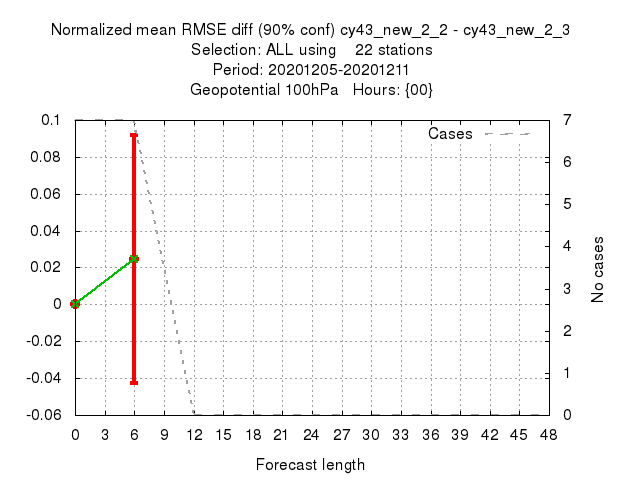 Normalized mean RMSE diff (90% conf) cy43_new_2_2 - cy43_new_2_3
Selection: ALL using    22 stations
Period: 20201205-20201211
Geopotential 100hPa   Hours: {00}
Cases
0.1
0.08
0.06
0.04
0.02
0
-0.02
-0.04
-0.06
7
6
5
4
3
2
1
0
No cases
0 3 6 9 12 15 18 21 24 27 30 33 36 39 42 45 48
Forecast length